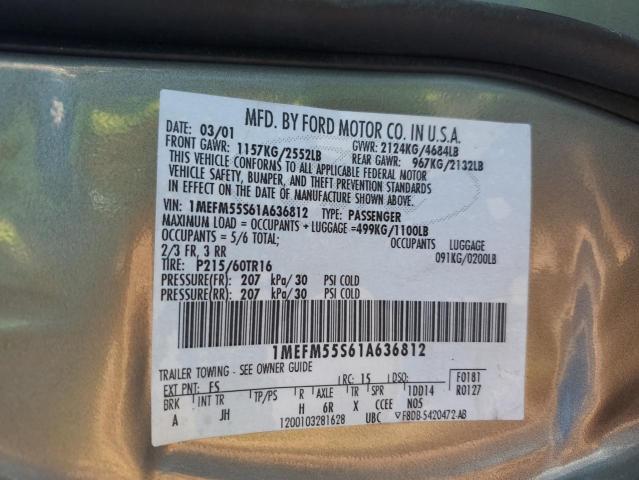 MFD. BY FORD MOTOR CO. IN U.S.A.
DATE: 03/01 GVWR: 2124KG/4684LB
FRONT GAWR: 1157KG/2552LB REAR GAWR: 967KG/2132LB
THIS VEHICLE CONFORMS TO ALL APPLICABLE FEDERAL MOTOR
VEHICLE SAFETY, BUMPER, AND THEFT PREVENTION STANDARDS
IN EFFECT ON THE DATE OF MANUFACTURE SHOWN ABOVE.
VIN: 1MEFM55S61A636812 TYPE: PASSENGER
MAXIMUM LOAD = OCCUPANTS + LUGGAGE =499KG/1100LB
OCCUPANTS = 5/6 TOTAL; OCCUPANTS LUGGAGE
2/3 FR, 3 RR 091KG/0200LB
TIRE: P215/60TR16
PRESSURE(FR): 207 kPa/30 PSI COLD
PRESSURE(RR): 207 kPa/30 PSI COLD
1MEFM55S61A636812
TRAILER TOWING - SEE OWNER GUIDE
EXT PNT: FS RC: 15 DSO: F0181
BRK INT TR TP/PS R AXLE TR SPR 1DD14 R0127
A JH H 6R X CCEE N05
1200103281628 UBC F8DB-5420472-AB